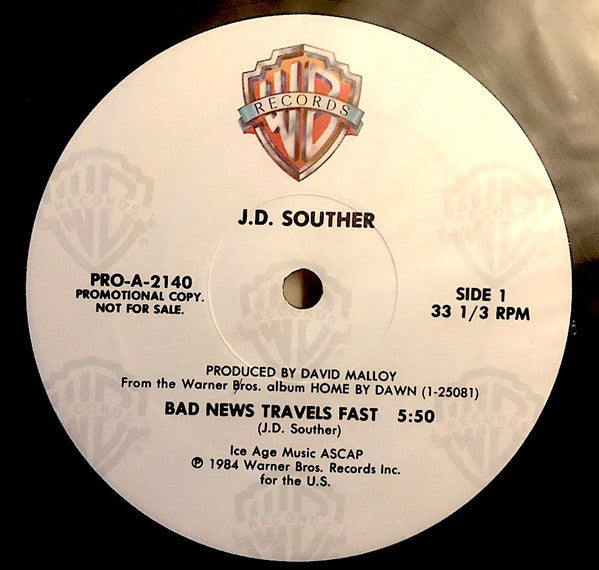 WB
RECORDS
J.D. SOUTHER
PRO-A-2140
PROMOTIONAL COPY.
NOT FOR SALE.
SIDE 1
33 1/3 RPM
PRODUCED BY DAVID MALLOY
From the Warner Bros. album HOME BY DAWN (1-25081)
BAD NEWS TRAVELS FAST 5:50
(J.D. Souther)
Ice Age Music ASCAP
℗ 1984 Warner Bros. Records Inc.
for the U.S.